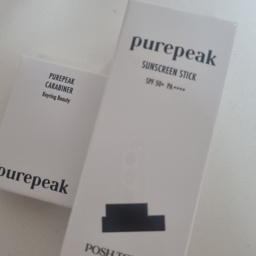 PUREPEAK
CARABINER
Keyring Beauty
purepeak
purepeak
SUNSCREEN STICK
SPF 50+ PA++++